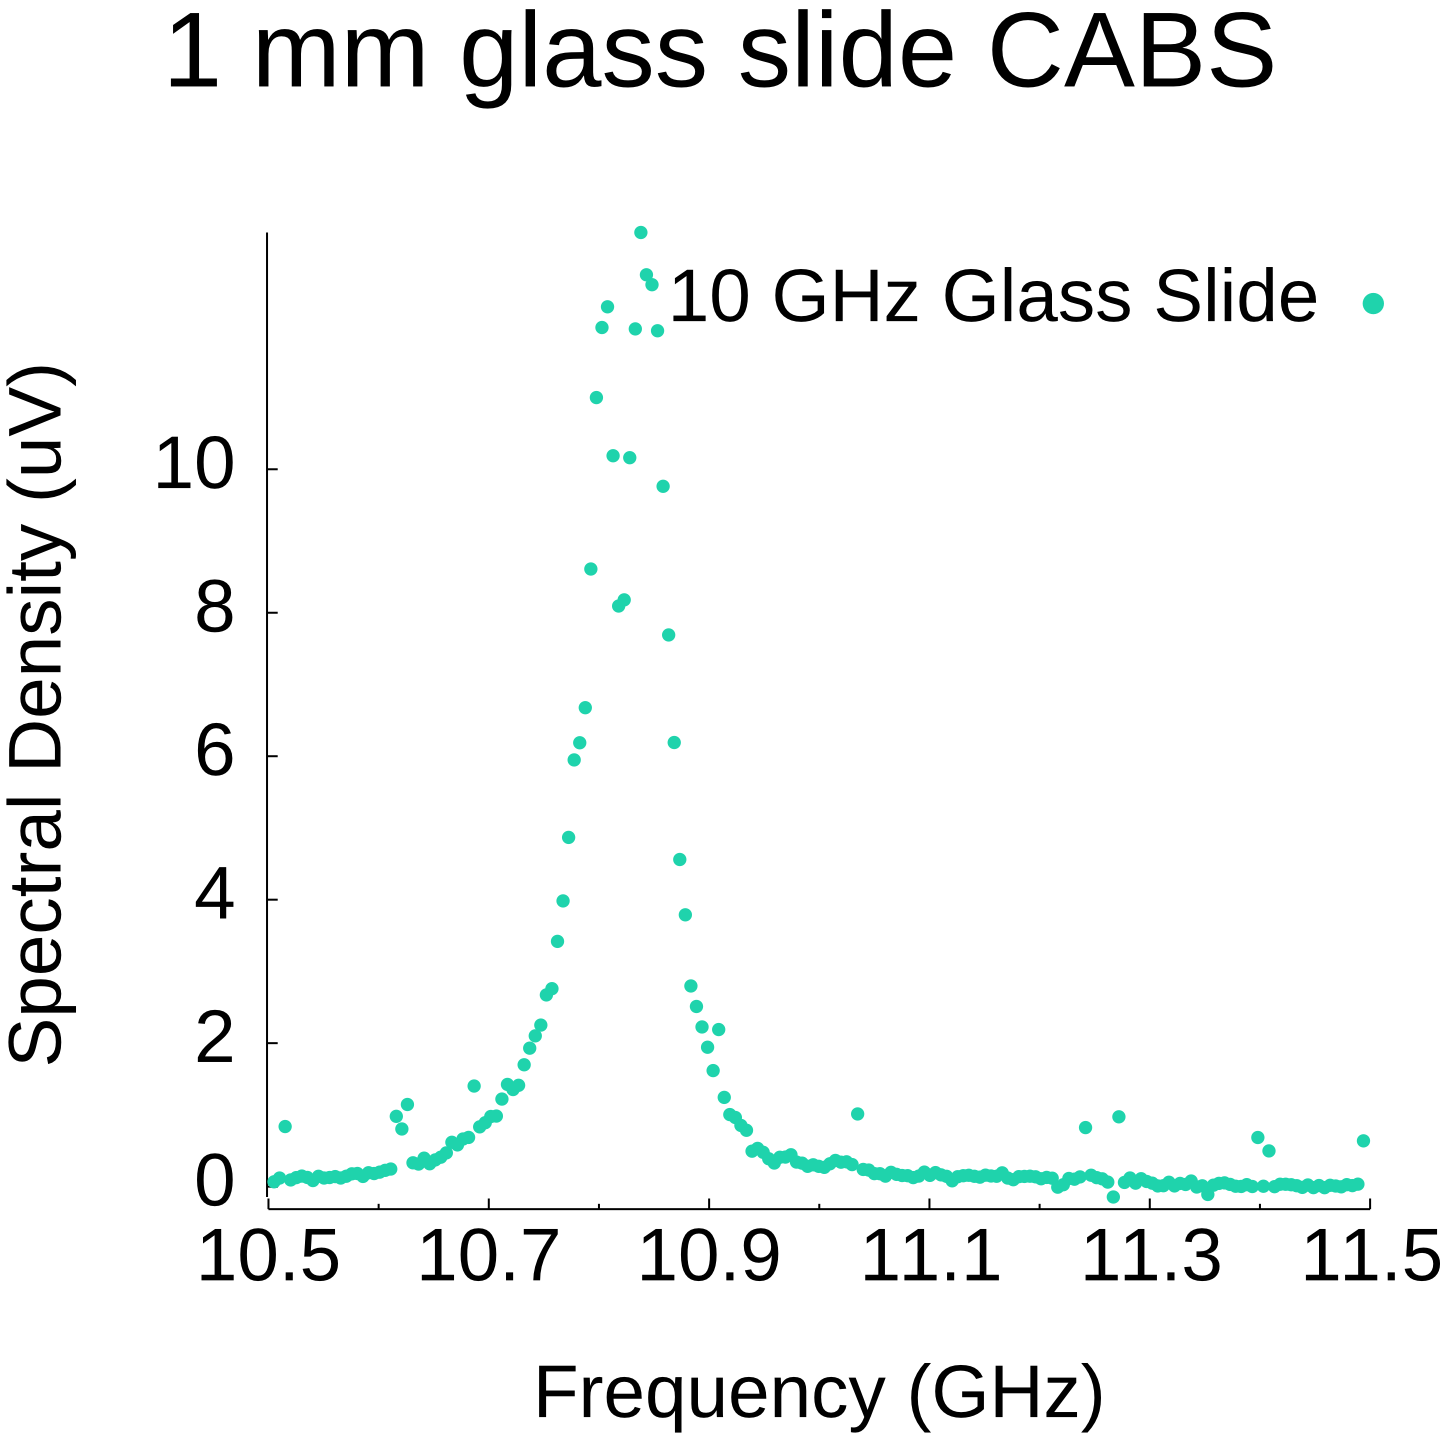 1 mm glass slide CABS
10 GHz Glass Slide
Spectral Density (uV)
10
8
6
4
2
0
10.5 10.7 10.9 11.1 11.3 11.5
Frequency (GHz)